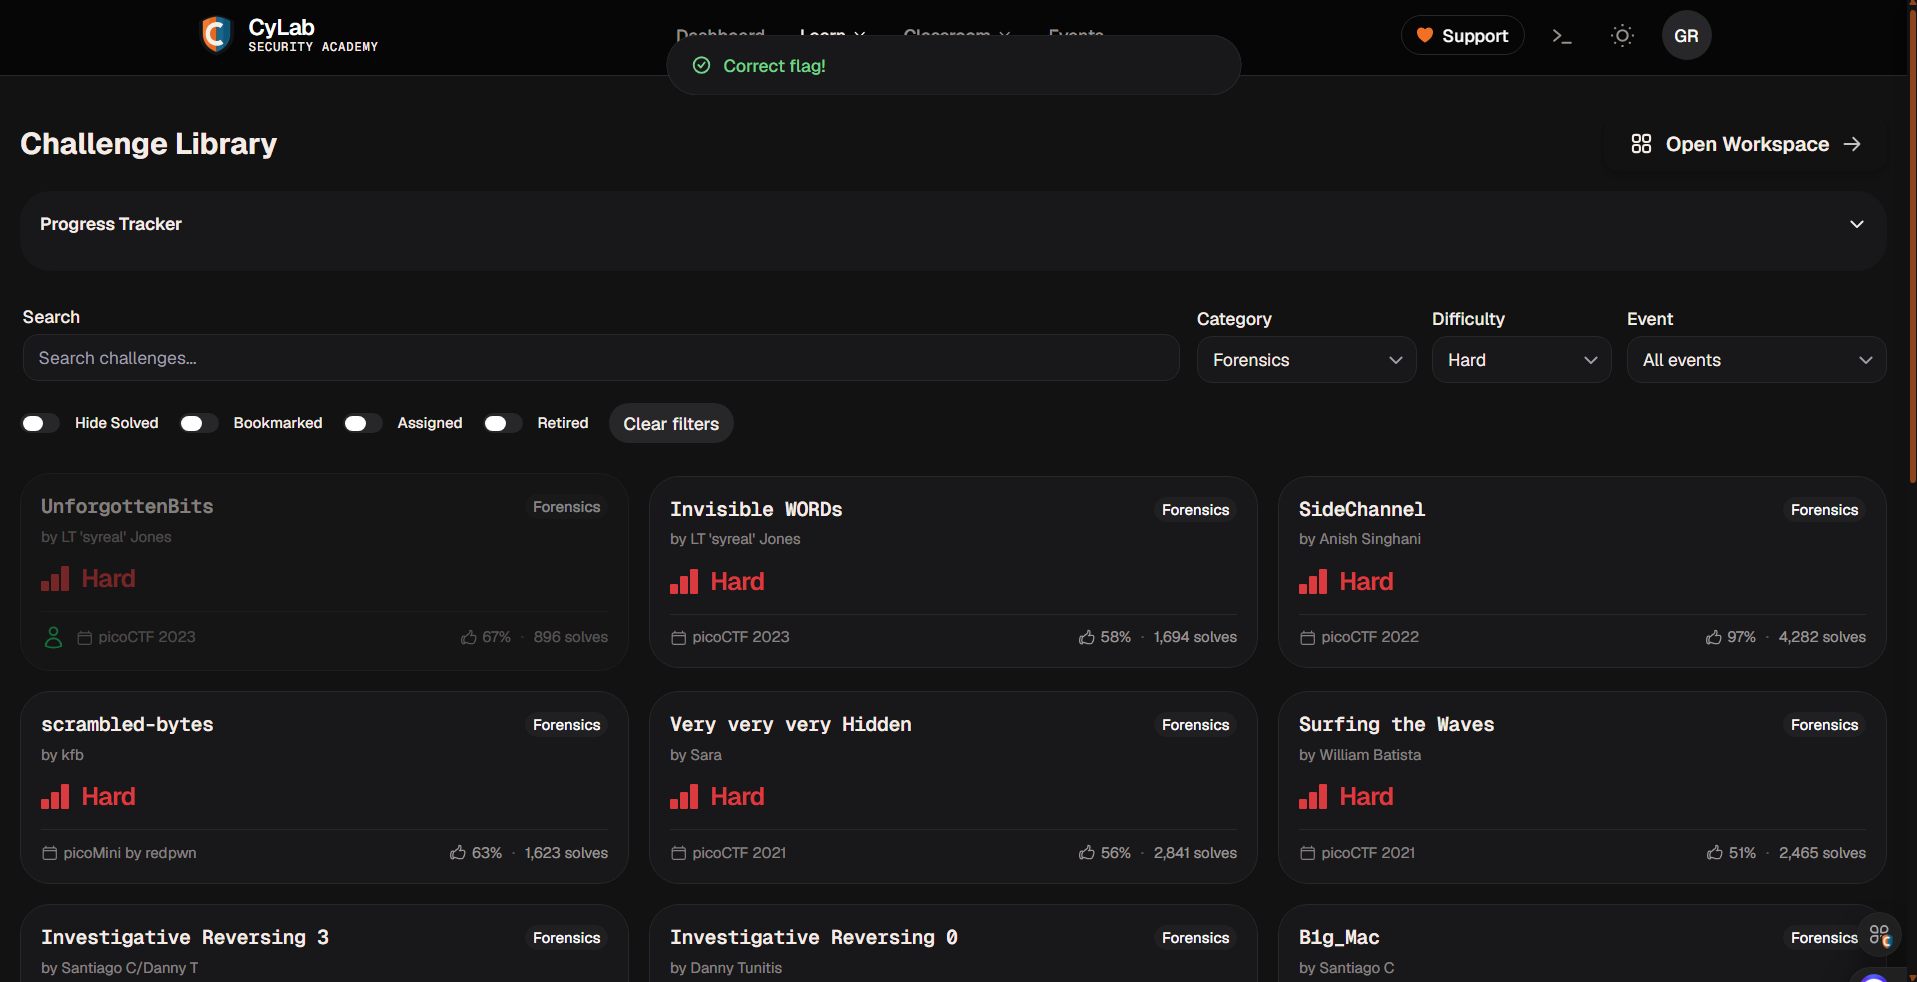 CyLab
SECURITY ACADEMY
Dashboard
Learn
Classroom
Events
Support
GR
Correct flag!
Challenge Library
Open Workspace
Progress Tracker
Search
Category
Difficulty
Event
Search challenges...
Forensics
Hard
All events
Hide Solved
Bookmarked
Assigned
Retired
Clear filters
UnforgottenBits
Forensics
by LT 'syreal' Jones
Hard
picoCTF 2023
67% · 896 solves
Invisible WORDs
Forensics
by LT 'syreal' Jones
Hard
picoCTF 2023
58% · 1,694 solves
SideChannel
Forensics
by Anish Singhani
Hard
picoCTF 2022
97% · 4,282 solves
scrambled-bytes
Forensics
by kfb
Hard
picoMini by redpwn
63% · 1,623 solves
Very very very Hidden
Forensics
by Sara
Hard
picoCTF 2021
56% · 2,841 solves
Surfing the Waves
Forensics
by William Batista
Hard
picoCTF 2021
51% · 2,465 solves
Investigative Reversing 3
Forensics
by Santiago C/Danny T
Investigative Reversing 0
Forensics
by Danny Tunitis
B1g_Mac
Forensics
by Santiago C